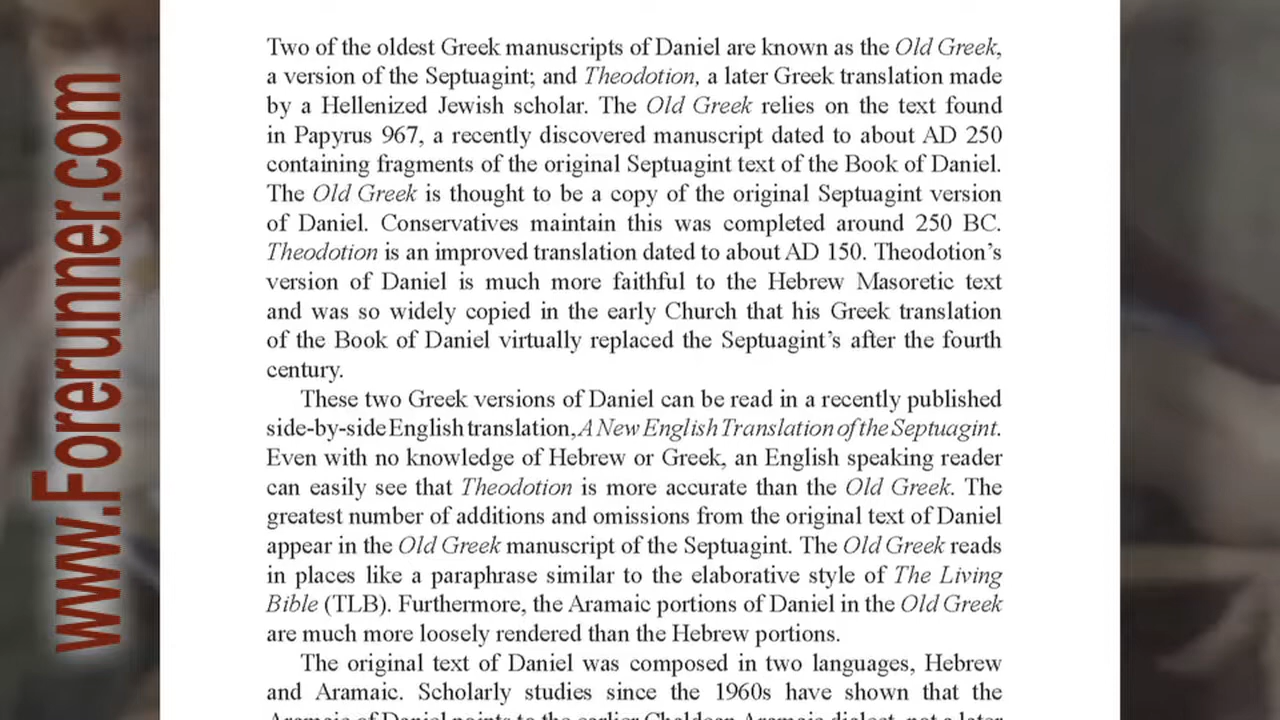 www.Forerunner.com
Two of the oldest Greek manuscripts of Daniel are known as the Old Greek,
a version of the Septuagint; and Theodotion, a later Greek translation made
by a Hellenized Jewish scholar. The Old Greek relies on the text found
in Papyrus 967, a recently discovered manuscript dated to about AD 250
containing fragments of the original Septuagint text of the Book of Daniel.
The Old Greek is thought to be a copy of the original Septuagint version
of Daniel. Conservatives maintain this was completed around 250 BC.
Theodotion is an improved translation dated to about AD 150. Theodotion’s
version of Daniel is much more faithful to the Hebrew Masoretic text
and was so widely copied in the early Church that his Greek translation
of the Book of Daniel virtually replaced the Septuagint’s after the fourth
century.
These two Greek versions of Daniel can be read in a recently published
side-by-side English translation, A New English Translation of the Septuagint.
Even with no knowledge of Hebrew or Greek, an English speaking reader
can easily see that Theodotion is more accurate than the Old Greek. The
greatest number of additions and omissions from the original text of Daniel
appear in the Old Greek manuscript of the Septuagint. The Old Greek reads
in places like a paraphrase similar to the elaborative style of The Living
Bible (TLB). Furthermore, the Aramaic portions of Daniel in the Old Greek
are much more loosely rendered than the Hebrew portions.
The original text of Daniel was composed in two languages, Hebrew
and Aramaic. Scholarly studies since the 1960s have shown that the
Aramaic of Daniel points to the earlier Chaldean Aramaic dialect, not a later